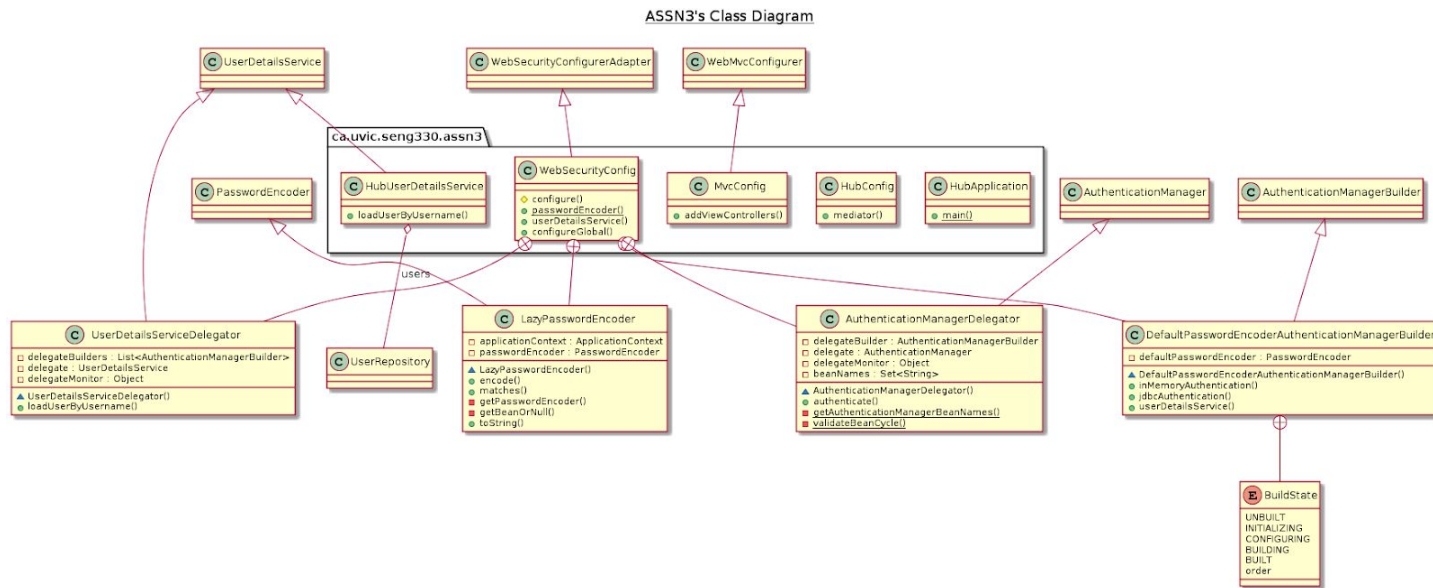 ASSN3's Class Diagram
C UserDetailsService
C WebSecurityConfigurerAdapter
C WebMvcConfigurer
ca.uvic.seng330.assn3
C PasswordEncoder
C HubUserDetailsService
loadUserByUsername()
C WebSecurityConfig
configure()
passwordEncoder()
userDetailsService()
configureGlobal()
C MvcConfig
addViewControllers()
C HubConfig
mediator()
C HubApplication
main()
C AuthenticationManager
C AuthenticationManagerBuilder
users
C UserDetailsServiceDelegator
delegateBuilders : List<AuthenticationManagerBuilder>
delegate : UserDetailsService
delegateMonitor : Object
UserDetailsServiceDelegator()
loadUserByUsername()
C UserRepository
C LazyPasswordEncoder
applicationContext : ApplicationContext
passwordEncoder : PasswordEncoder
LazyPasswordEncoder()
encode()
matches()
getPasswordEncoder()
getBeanOrNull()
toString()
C AuthenticationManagerDelegator
delegateBuilder : AuthenticationManagerBuilder
delegate : AuthenticationManager
delegateMonitor : Object
beanNames : Set<String>
AuthenticationManagerDelegator()
authenticate()
getAuthenticationManagerBeanNames()
validateBeanCycle()
C DefaultPasswordEncoderAuthenticationManagerBuilder
defaultPasswordEncoder : PasswordEncoder
DefaultPasswordEncoderAuthenticationManagerBuilder()
inMemoryAuthentication()
jdbcAuthentication()
userDetailsService()
E BuildState
UNBUILT
INITIALIZING
CONFIGURING
BUILDING
BUILT
order